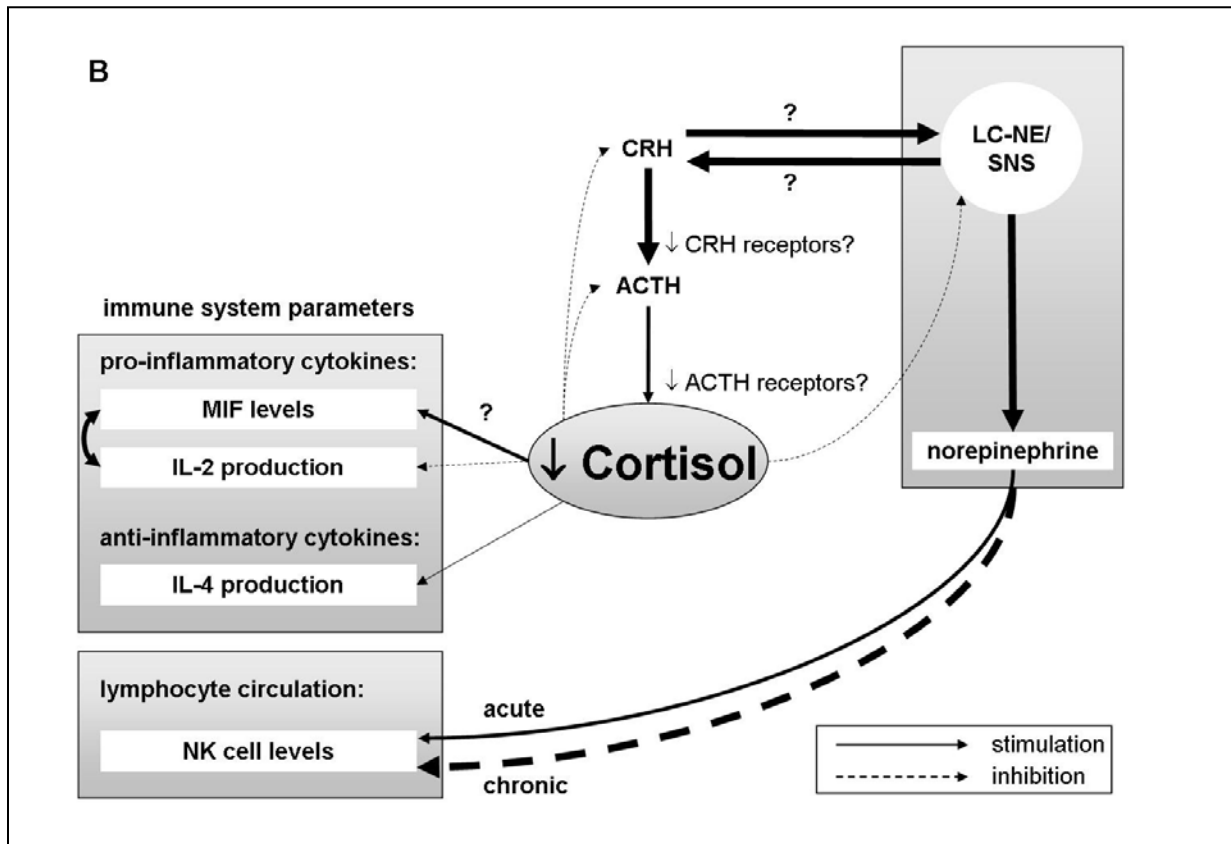 B
?
CRH
LC-NE/
SNS
?
↓ CRH receptors?
ACTH
immune system parameters
pro-inflammatory cytokines:
MIF levels
?
↓ ACTH receptors?
↓ Cortisol
IL-2 production
norepinephrine
anti-inflammatory cytokines:
IL-4 production
lymphocyte circulation:
NK cell levels
acute
chronic
stimulation
inhibition